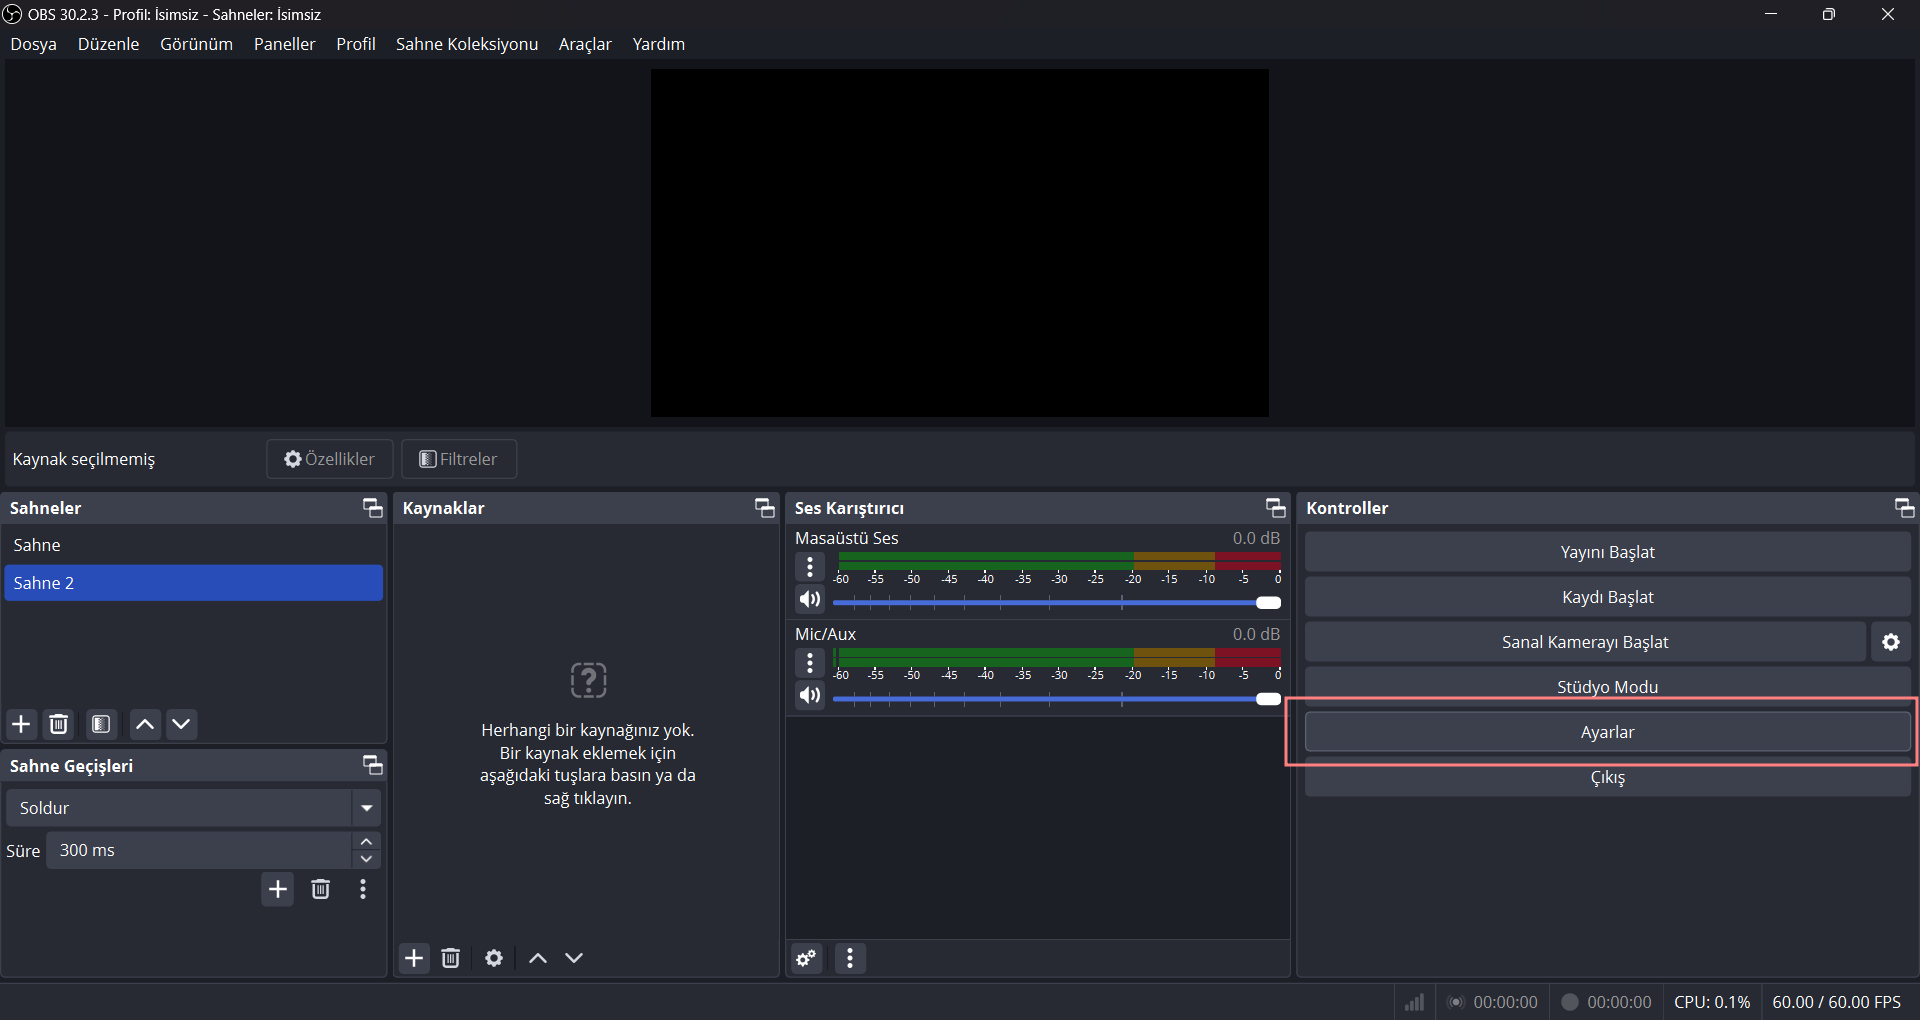 OBS 30.2.3 - Profil: İsimsiz - Sahneler: İsimsiz
Dosya Düzenle Görünüm Paneller Profil Sahne Koleksiyonu Araçlar Yardım
Kaynak seçilmemiş Özellikler Filtreler
Sahneler
Sahne
Sahne 2
Sahne Geçişleri
Soldur
Süre 300 ms
Kaynaklar
Herhangi bir kaynağınız yok.
Bir kaynak eklemek için
aşağıdaki tuşlara basın ya da
sağ tıklayın.
Ses Karıştırıcı
Masaüstü Ses 0.0 dB
-60 -55 -50 -45 -40 -35 -30 -25 -20 -15 -10 -5 0
Mic/Aux 0.0 dB
-60 -55 -50 -45 -40 -35 -30 -25 -20 -15 -10 -5 0
Kontroller
Yayını Başlat
Kaydı Başlat
Sanal Kamerayı Başlat
Stüdyo Modu
Ayarlar
Çıkış
00:00:00 00:00:00 CPU: 0.1% 60.00 / 60.00 FPS